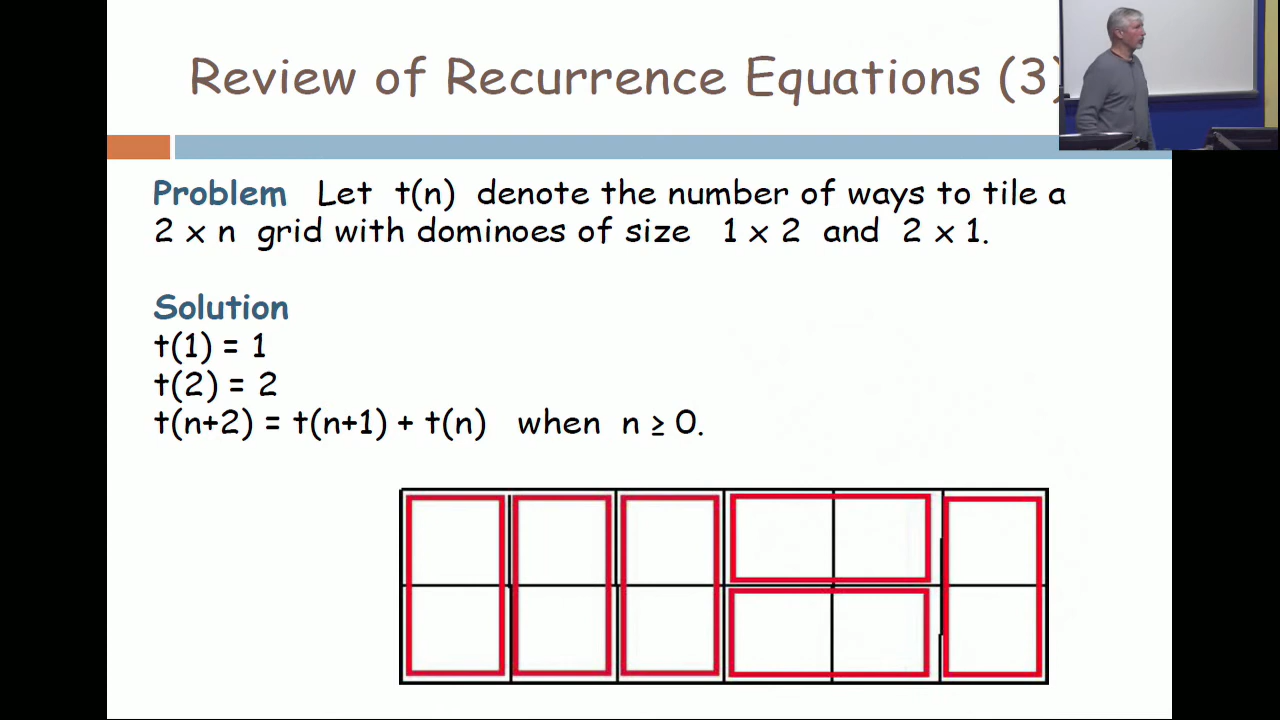 Review of Recurrence Equations (3)
Problem Let t(n) denote the number of ways to tile a
2 x n grid with dominoes of size 1 x 2 and 2 x 1.
Solution
t(1) = 1
t(2) = 2
t(n+2) = t(n+1) + t(n) when n ≥ 0.